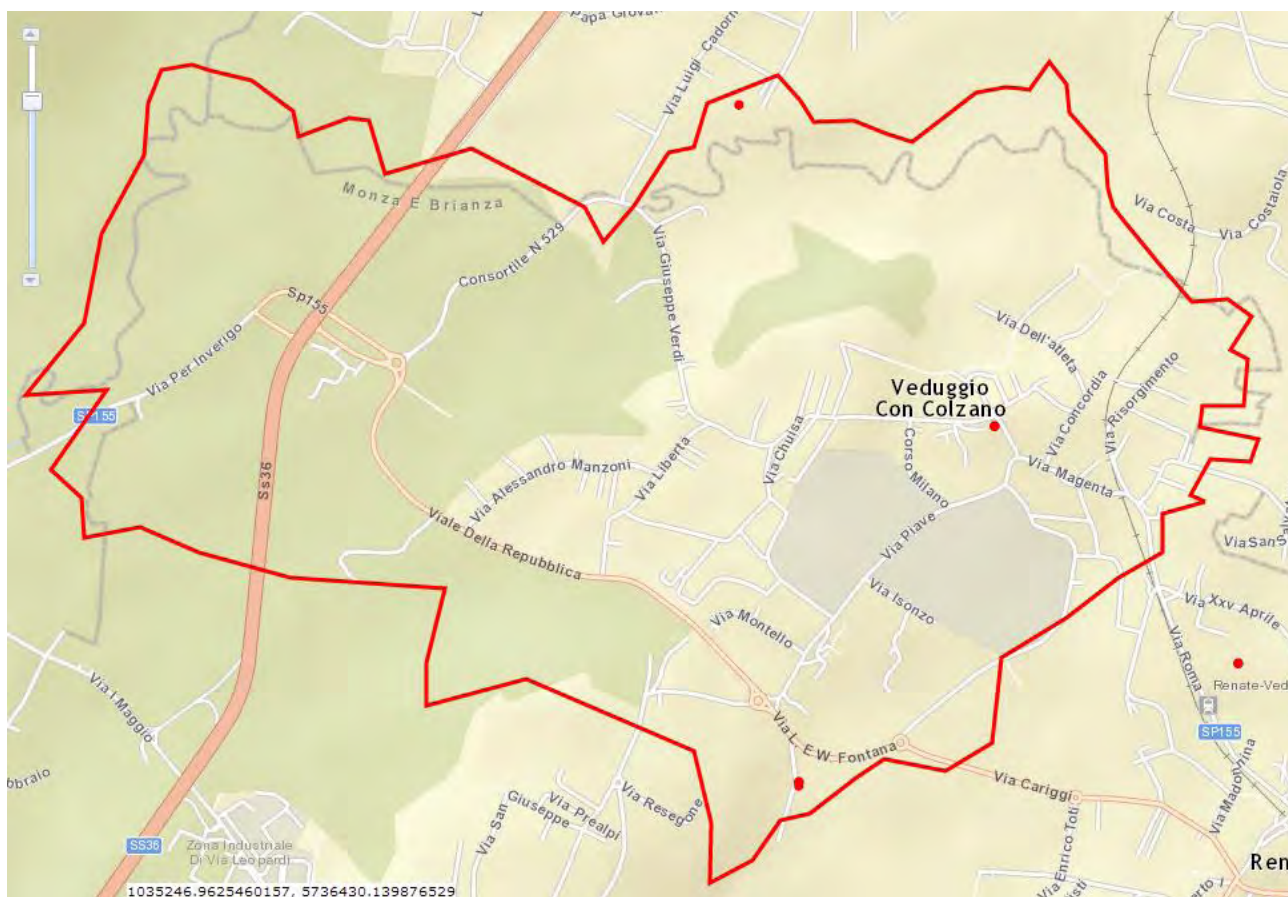 Papa Giovan
Via Luigi Cadorn
Monza E Brianza
Via Costa
Via Costaiola
Consortile N 529
Via Giuseppe Verdi
Sp155
Via Per Inverigo
Via Dell'atleta
Risorgimento
Via
Via Concordia
Veduggio
Con Colzano
SP155
Via Chiusa
Corso Milano
Via Magenta
Via Liberta
Via Alessandro Manzoni
Ss36
Via Piave
Viale Della Repubblica
Via Isonzo
Via Xxv Aprile
Via Montello
Via Roma
Renate-Ved
Via I Maggio
SP155
Via L. E W. Fontana
Via Cariggi
Via Madonnina
obbraio
Via Resegone
Via San
Giuseppe
Via Prealpi
Via Enrico Toti
SS36
Zona Industriale
Di Via Leopardi
Ren
1035246.9625460157, 5736430.139876529